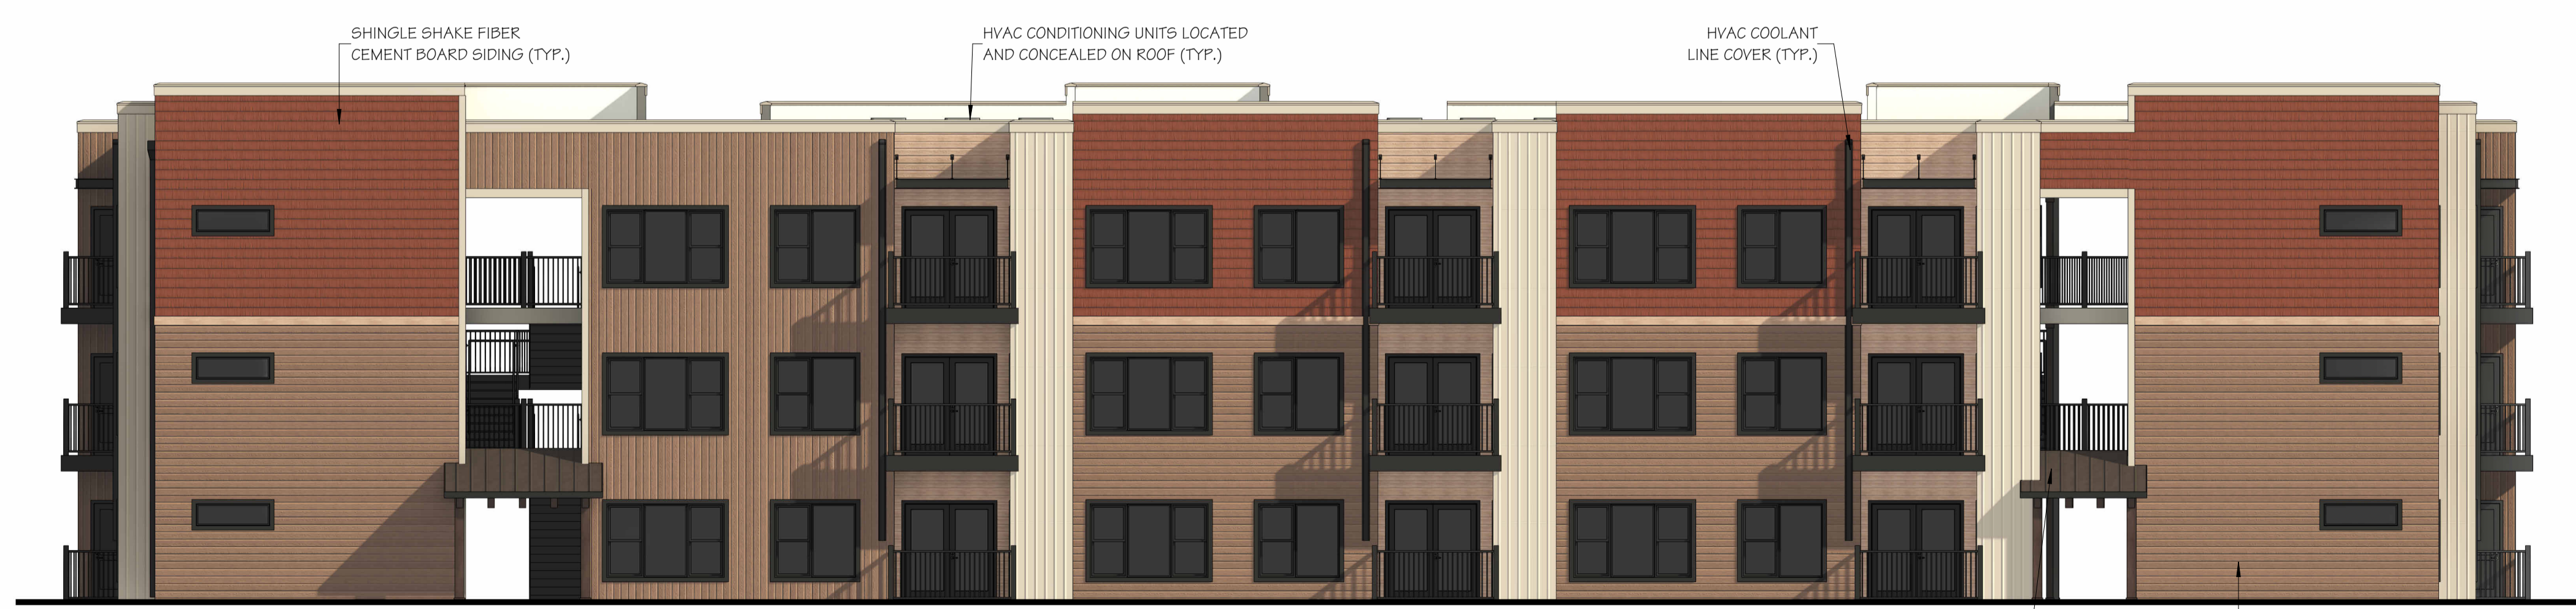 SHINGLE SHAKE FIBER
CEMENT BOARD SIDING (TYP.)
HVAC CONDITIONING UNITS LOCATED
AND CONCEALED ON ROOF (TYP.)
HVAC COOLANT
LINE COVER (TYP.)